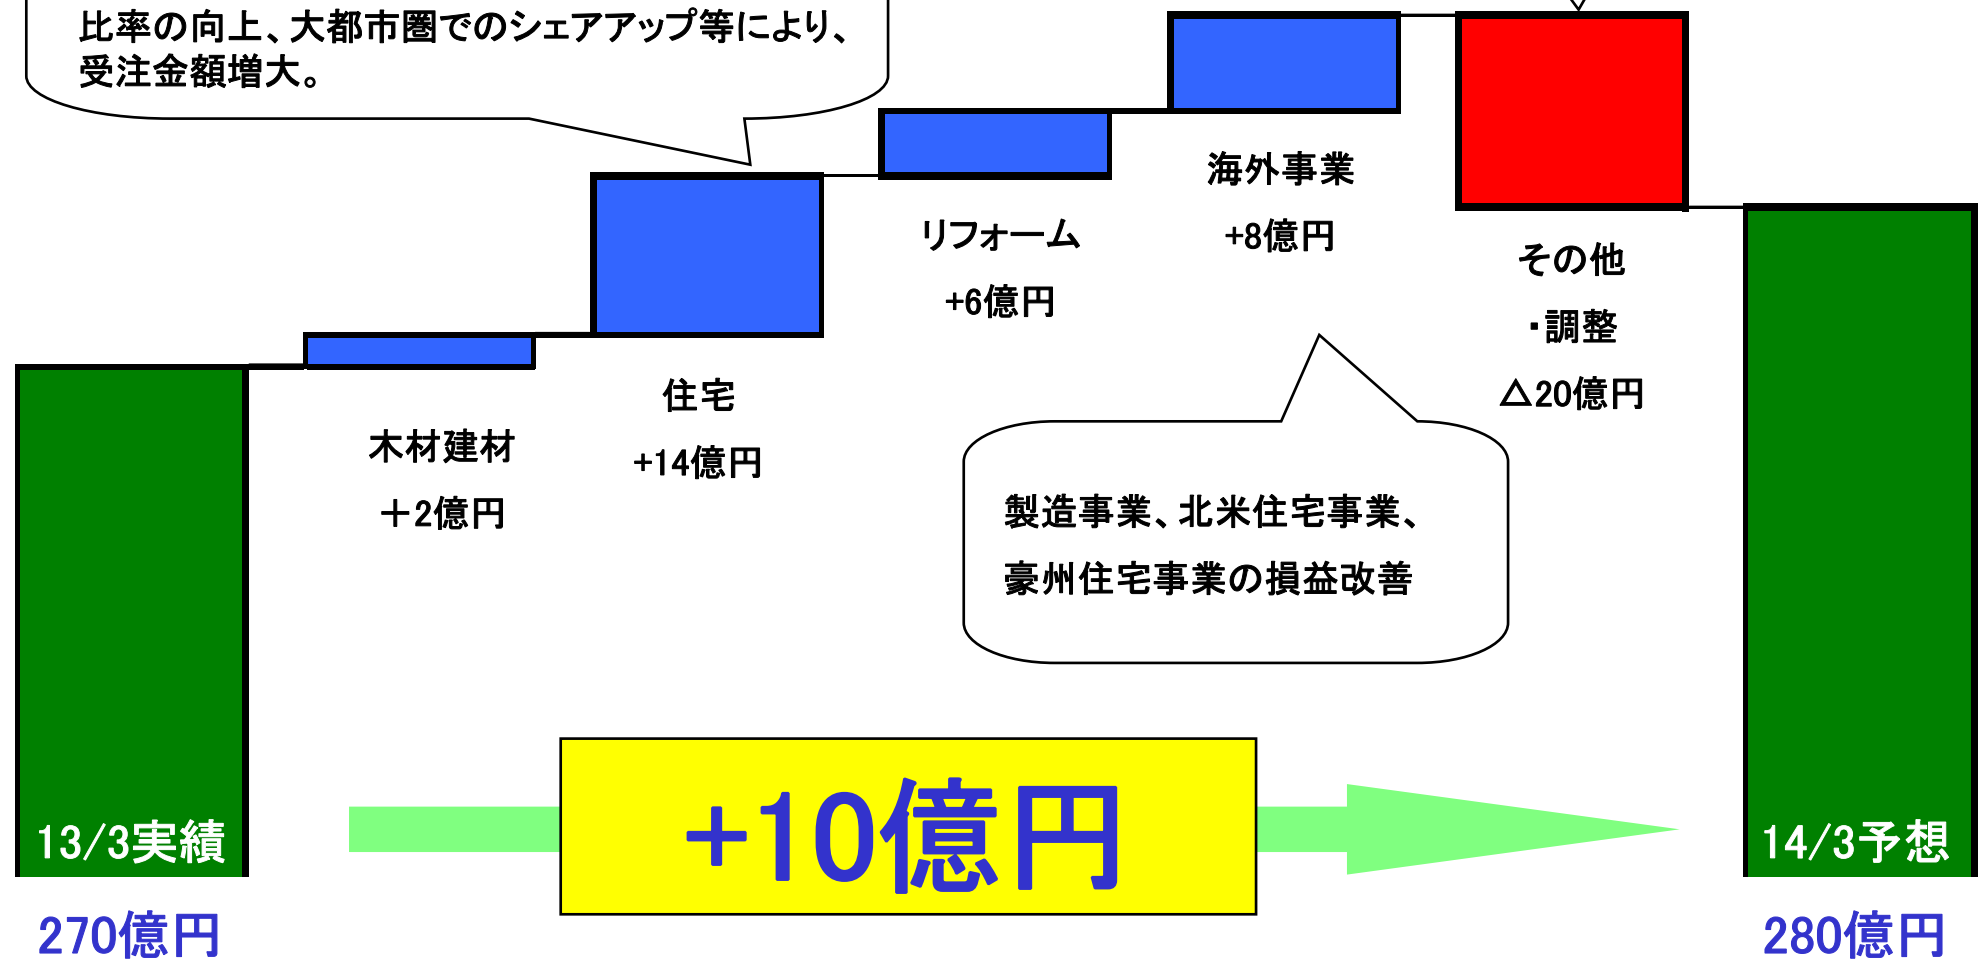 比率の向上、大都市圏でのシェアアップ等により、
受注金額増大。
海外事業
+8億円
リフォーム
+6億円
その他
・調整
△20億円
住宅
+14億円
木材建材
＋2億円
製造事業、北米住宅事業、
豪州住宅事業の損益改善
+10億円
13/3実績
14/3予想
270億円
280億円